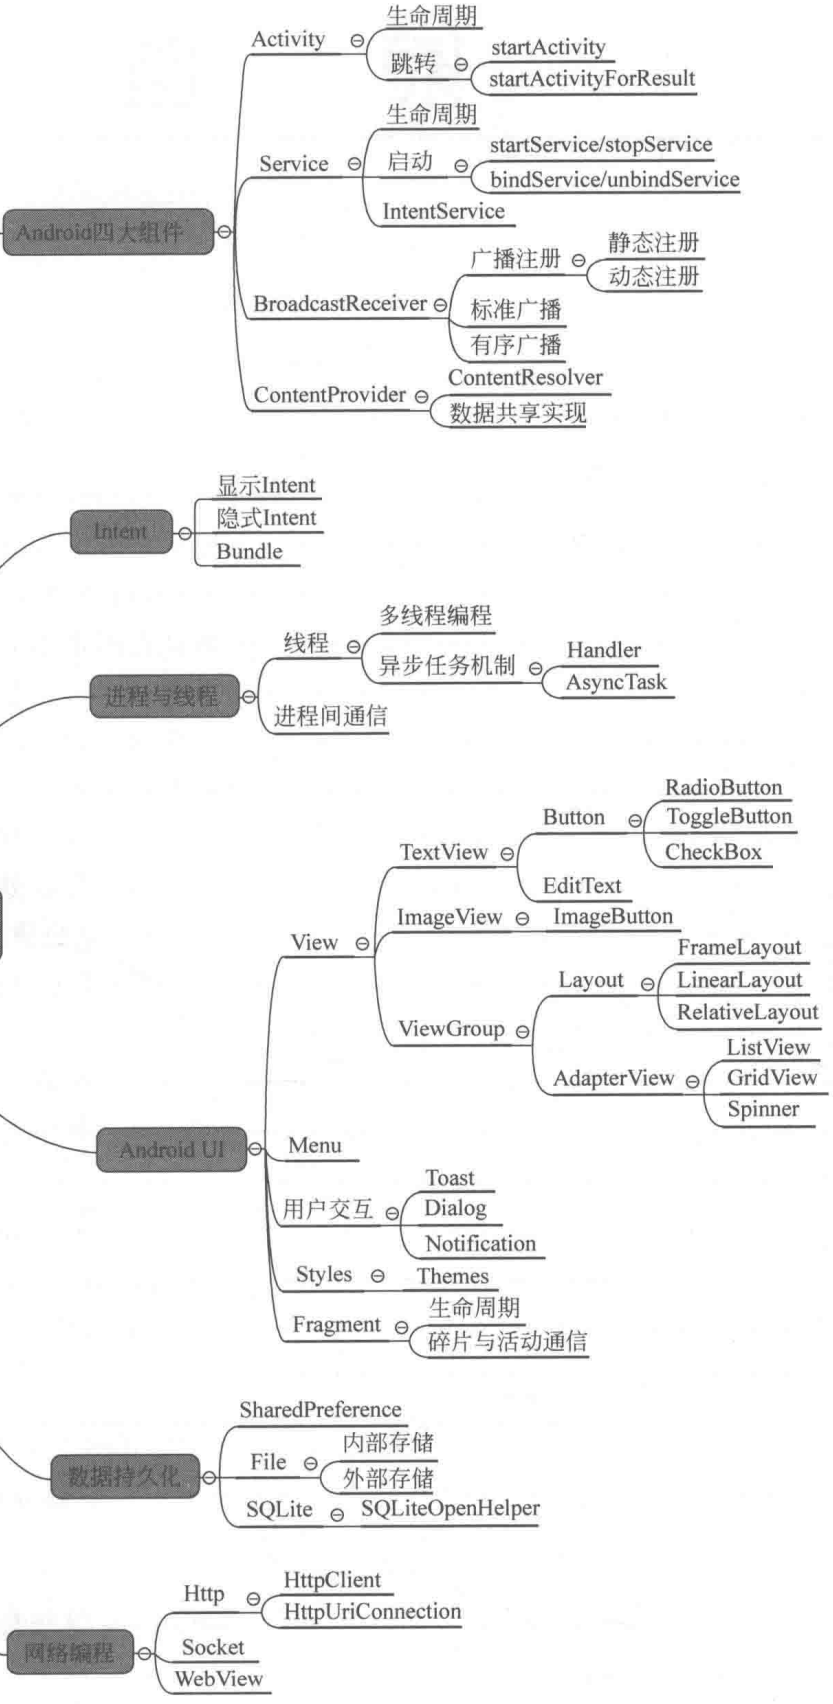 Android四大组件
Activity
生命周期
跳转
startActivity
startActivityForResult
Service
生命周期
启动
startService/stopService
bindService/unbindService
IntentService
BroadcastReceiver
广播注册
静态注册
动态注册
标准广播
有序广播
ContentProvider
ContentResolver
数据共享实现
Intent
显示Intent
隐式Intent
Bundle
进程与线程
线程
多线程编程
异步任务机制
Handler
AsyncTask
进程间通信
Android UI
View
TextView
Button
RadioButton
ToggleButton
CheckBox
EditText
ImageView
ImageButton
ViewGroup
Layout
FrameLayout
LinearLayout
RelativeLayout
AdapterView
ListView
GridView
Spinner
Menu
用户交互
Toast
Dialog
Notification
Styles
Themes
Fragment
生命周期
碎片与活动通信
数据持久化
SharedPreference
File
内部存储
外部存储
SQLite
SQLiteOpenHelper
网络编程
Http
HttpClient
HttpUriConnection
Socket
WebView